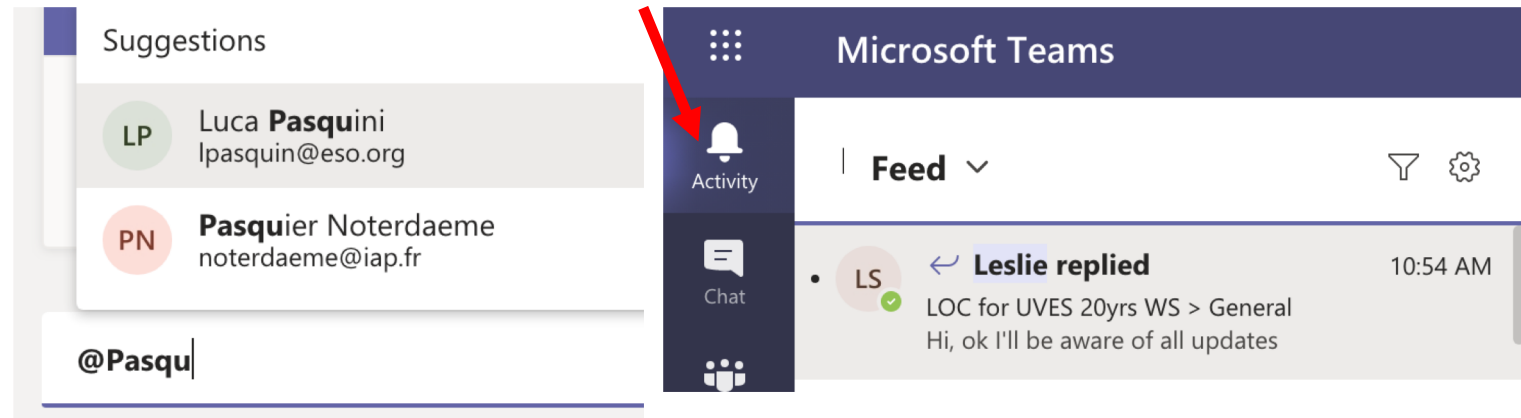 Suggestions
LP
Luca Pasquini
lpasquin@eso.org
PN
Pasquier Noterdaeme
noterdaeme@iap.fr
@Pasqu
Microsoft Teams
Activity
Feed
Chat
LS
Leslie replied
10:54 AM
LOC for UVES 20yrs WS > General
Hi, ok I'll be aware of all updates